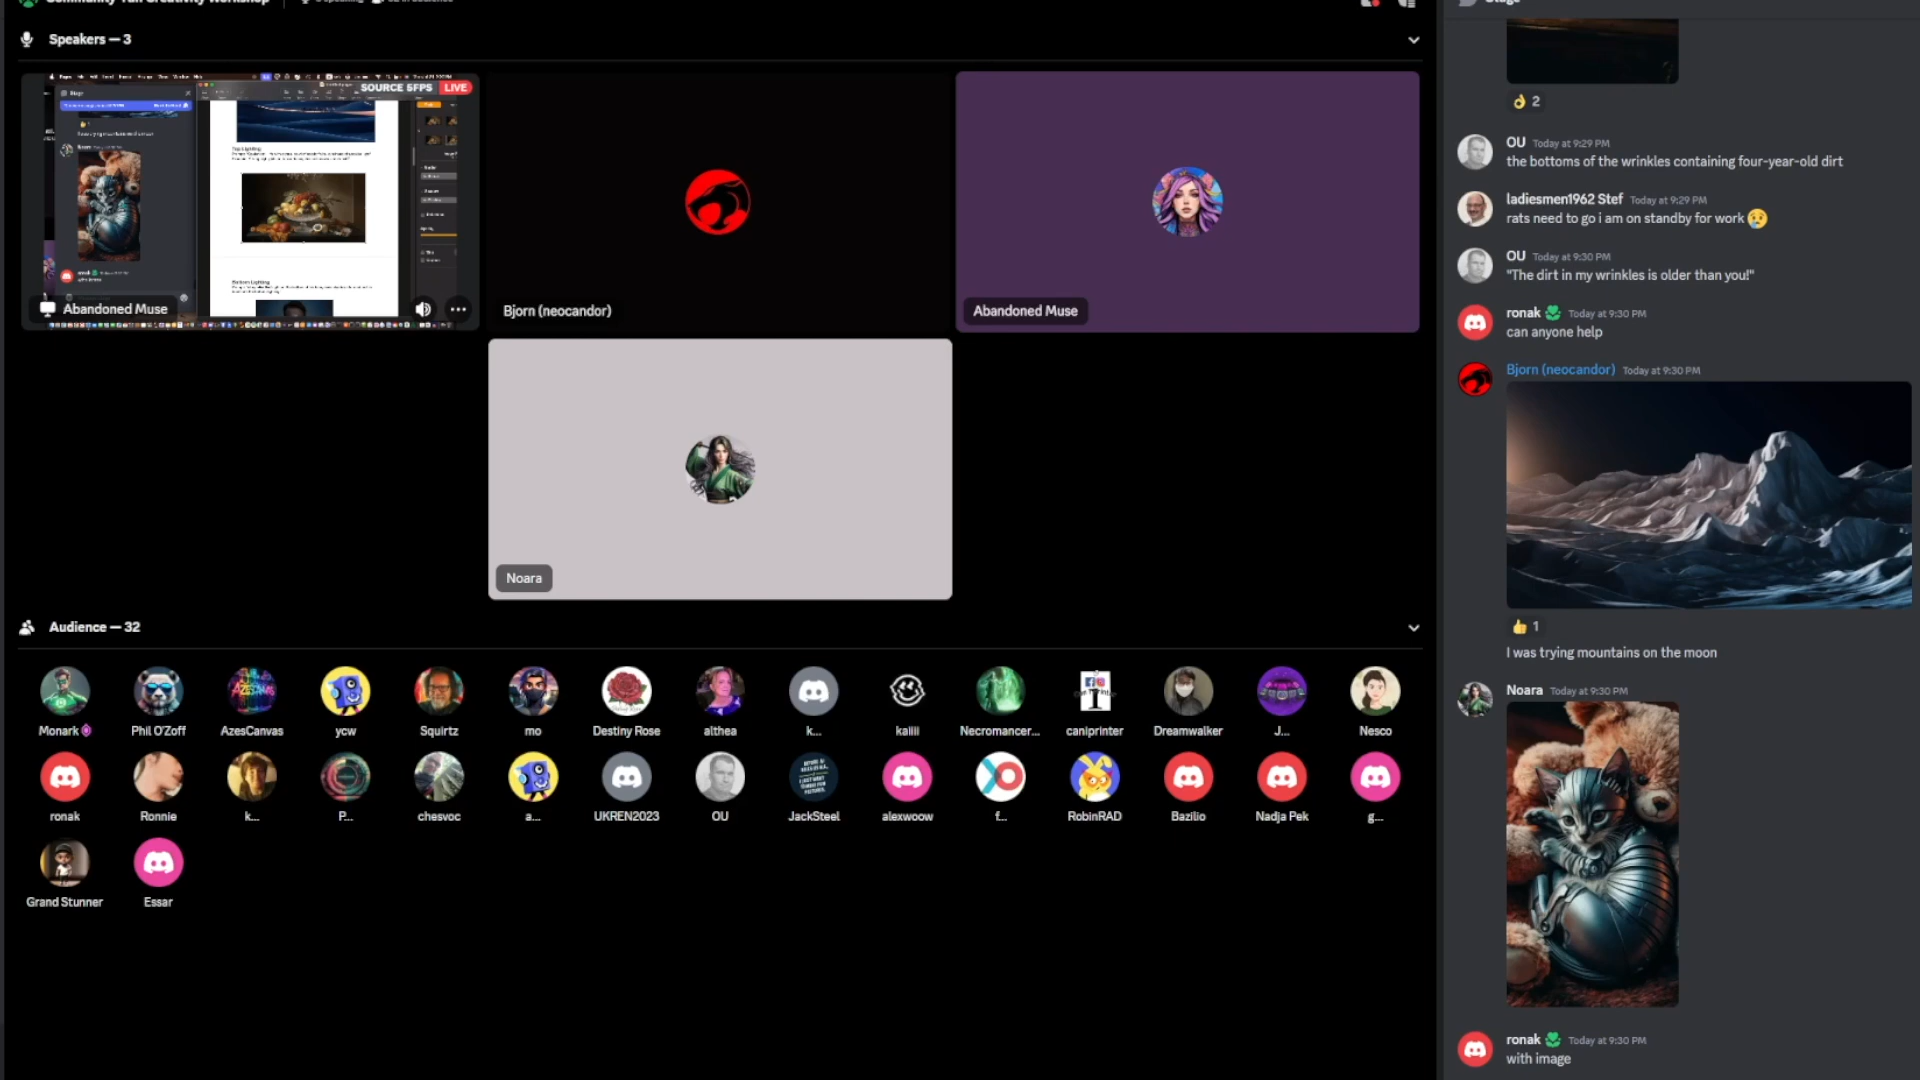 Speakers — 3
SOURCE 5FPS LIVE
Top Lighting
Bottom Lighting
Abandoned Muse
Bjorn (neocandor)
Abandoned Muse
Noara
Audience — 32
Monark
Phil O'Zoff
AzesCanvas
ycw
Squirtz
mo
Destiny Rose
althea
k...
kaiiii
Necromancer...
caniprinter
Dreamwalker
J...
Nesco
ronak
Ronnie
k...
P...
chesvoc
a...
UKREN2023
OU
JackSteel
alexwoow
f...
RobinRAD
Bazilio
Nadja Pek
g...
Grand Stunner
Essar
Stage
2
OU Today at 9:29 PM
the bottoms of the wrinkles containing four-year-old dirt
ladiesmen1962 Stef Today at 9:29 PM
rats need to go i am on standby for work
OU Today at 9:30 PM
"The dirt in my wrinkles is older than you!"
ronak Today at 9:30 PM
can anyone help
Bjorn (neocandor) Today at 9:30 PM
1
I was trying mountains on the moon
Noara Today at 9:30 PM
ronak Today at 9:30 PM
with image